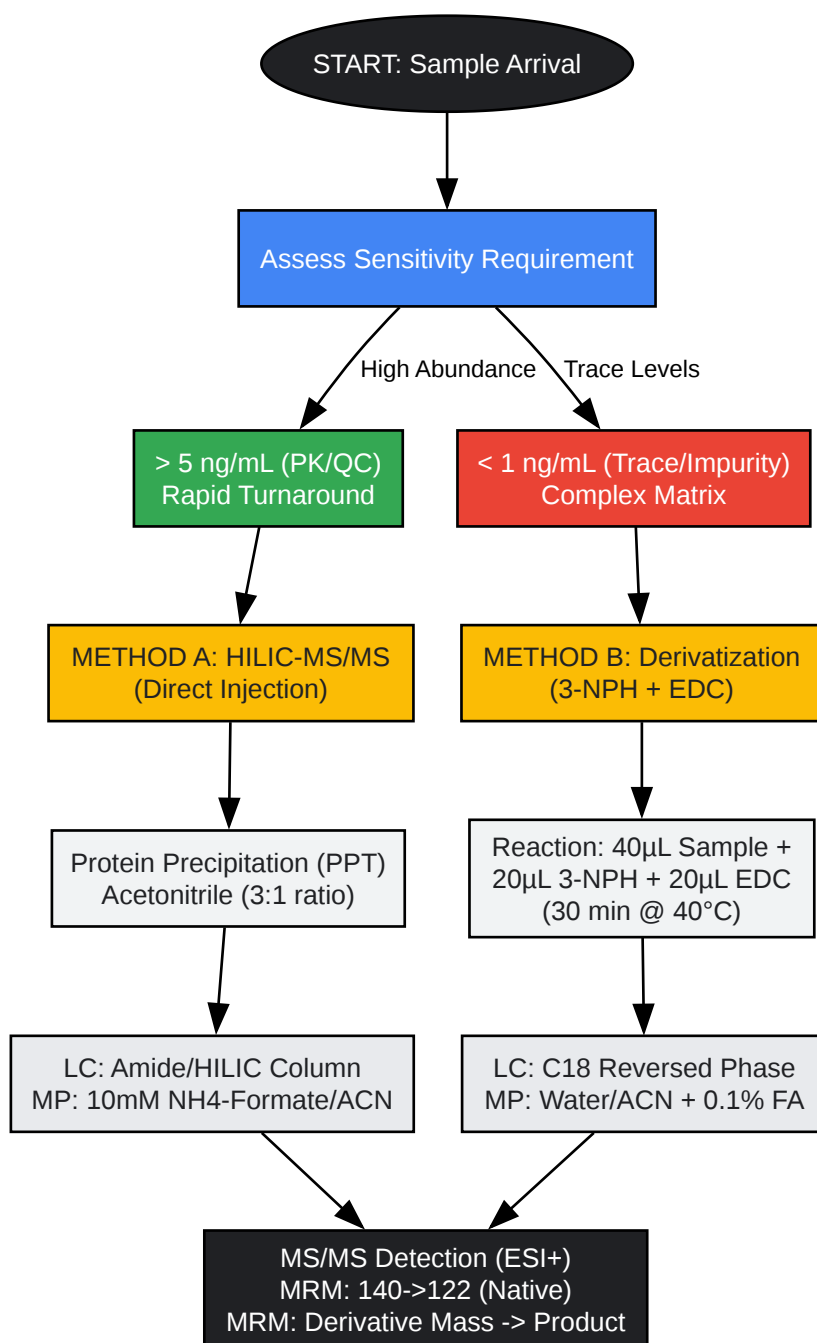 START: Sample Arrival
Assess Sensitivity Requirement
High Abundance
Trace Levels
> 5 ng/mL (PK/QC)
Rapid Turnaround
< 1 ng/mL (Trace/Impurity)
Complex Matrix
METHOD A: HILIC-MS/MS
(Direct Injection)
METHOD B: Derivatization
(3-NPH + EDC)
Protein Precipitation (PPT)
Acetonitrile (3:1 ratio)
Reaction: 40µL Sample +
20µL 3-NPH + 20µL EDC
(30 min @ 40°C)
LC: Amide/HILIC Column
MP: 10mM NH4-Formate/ACN
LC: C18 Reversed Phase
MP: Water/ACN + 0.1% FA
MS/MS Detection (ESI+)
MRM: 140->122 (Native)
MRM: Derivative Mass -> Product